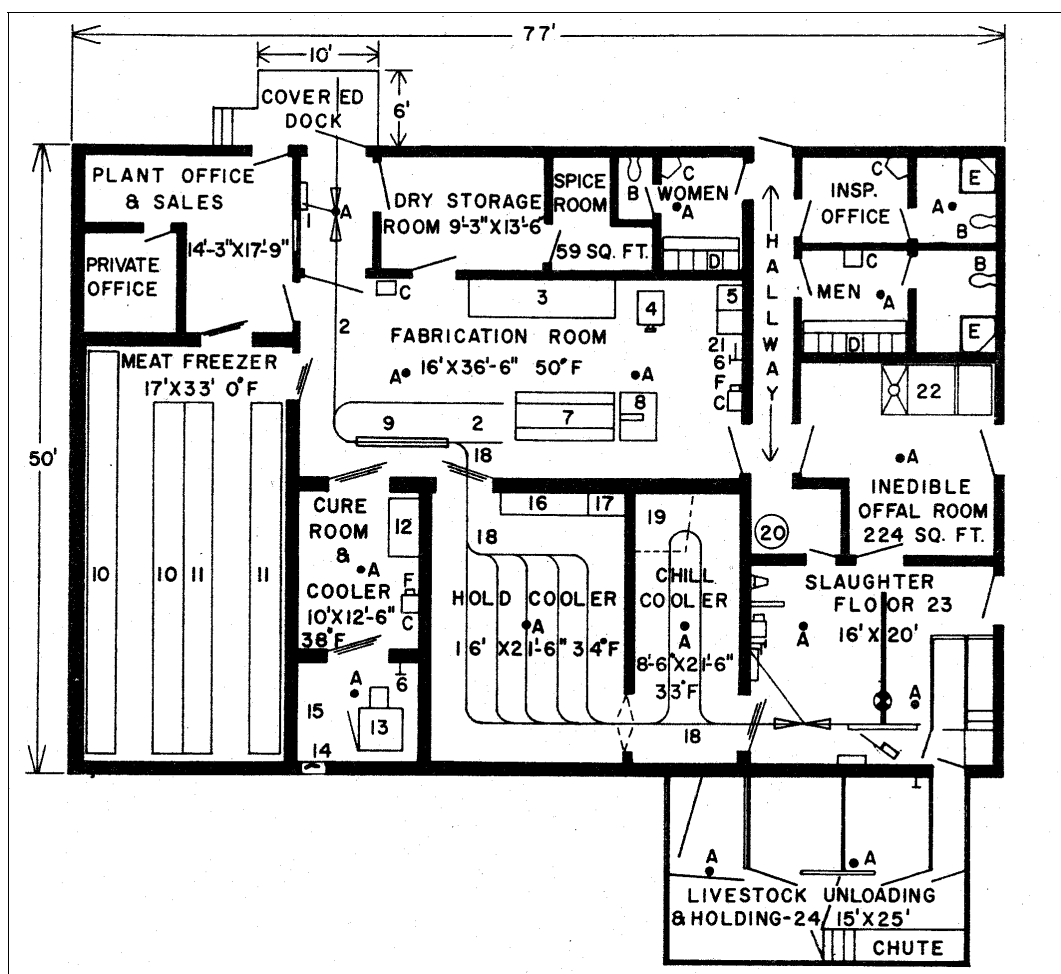 77'
10'
6'
COVERED
DOCK
PLANT OFFICE
& SALES
14'-3"X17'-9"
PRIVATE
OFFICE
1
A
DRY STORAGE
ROOM 9'-3"X13'-6"
SPICE
ROOM
59 SQ. FT.
B
C
WOMEN
A
D
HALLWAY
C
INSP.
OFFICE
E
A
B
C
MEN
A
D
B
E
2
C
3
4
5
FABRICATION ROOM
16'X36'-6" 50°F
A
A
21
6
F
C
7
8
9
2
18
22
A
INEDIBLE
OFFAL ROOM
224 SQ. FT.
50'
MEAT FREEZER
17'X33' 0°F
10
10
11
11
CURE
ROOM
&
COOLER
10'X12'-6"
38°F
12
A
F
C
6
A
15
13
14
16
17
18
HOLD COOLER
A
16'X21'-6" 34°F
19
CHILL
COOLER
A
8'-6"X21'-6"
33°F
18
20
SLAUGHTER
FLOOR 23
16'X20'
A
A
A
A
LIVESTOCK UNLOADING
& HOLDING-24 15'X25'
CHUTE